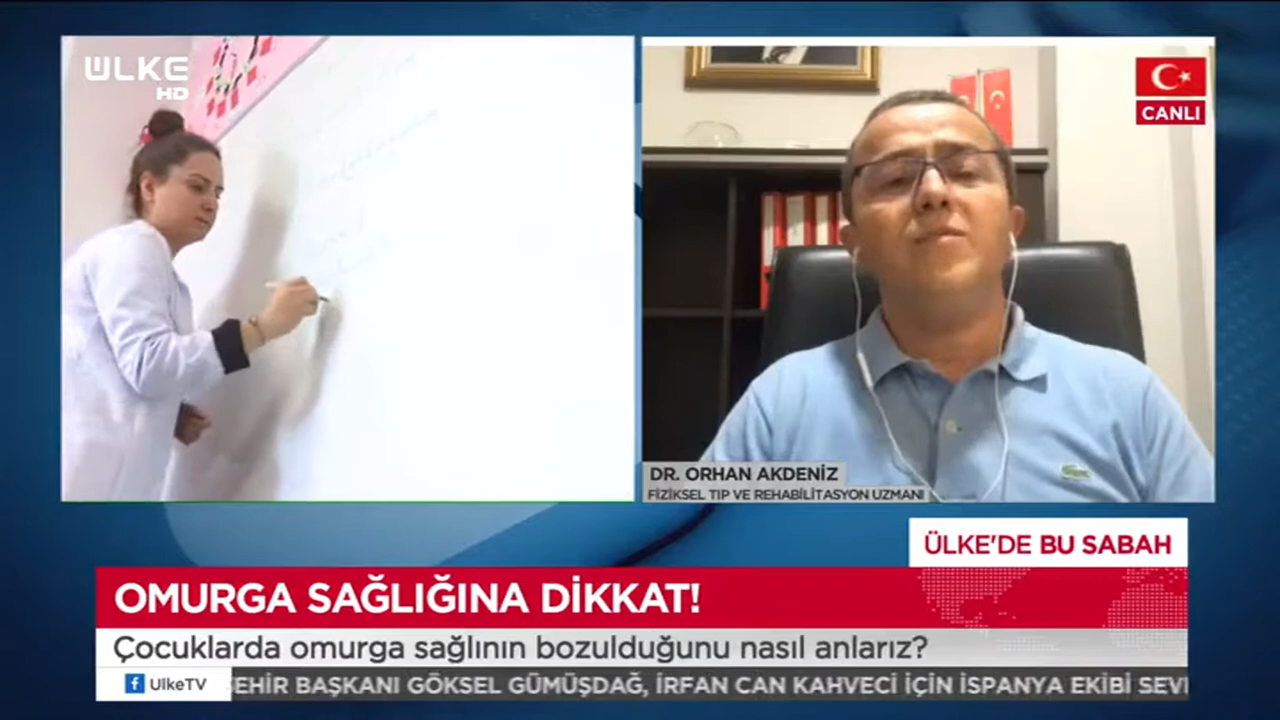 ÜLKE
HD
CANLI
DR. ORHAN AKDENİZ
FİZİKSEL TIP VE REHABİLİTASYON UZMANI
ÜLKE'DE BU SABAH
OMURGA SAĞLIĞINA DİKKAT!
Çocuklarda omurga sağlının bozulduğunu nasıl anlarız?
UlkeTV
ŞEHİR BAŞKANI GÖKSEL GÜMÜŞDAĞ, İRFAN CAN KAHVECİ İÇİN İSPANYA EKİBİ SEVİ